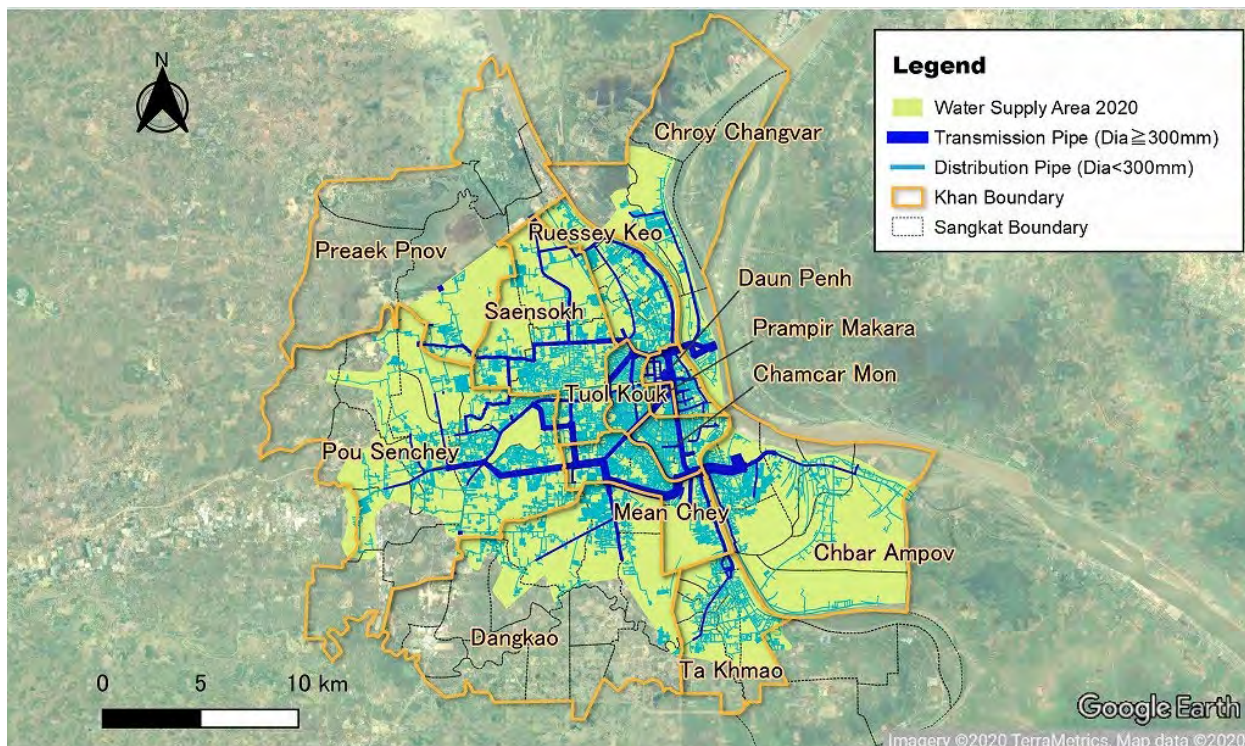 N
Legend
Water Supply Area 2020
Transmission Pipe (Dia≧300mm)
Distribution Pipe (Dia<300mm)
Khan Boundary
Sangkat Boundary
Chroy Changvar
Ruessey Keo
Preaek Pnov
Daun Penh
Saensokh
Prampir Makara
Chamcar Mon
Tuol Kouk
Pou Senchey
Mean Chey
Chbar Ampov
Dangkao
Ta Khmao
0 5 10 km
Google Earth
Imagery ©2020 TerraMetrics, Map data ©2020